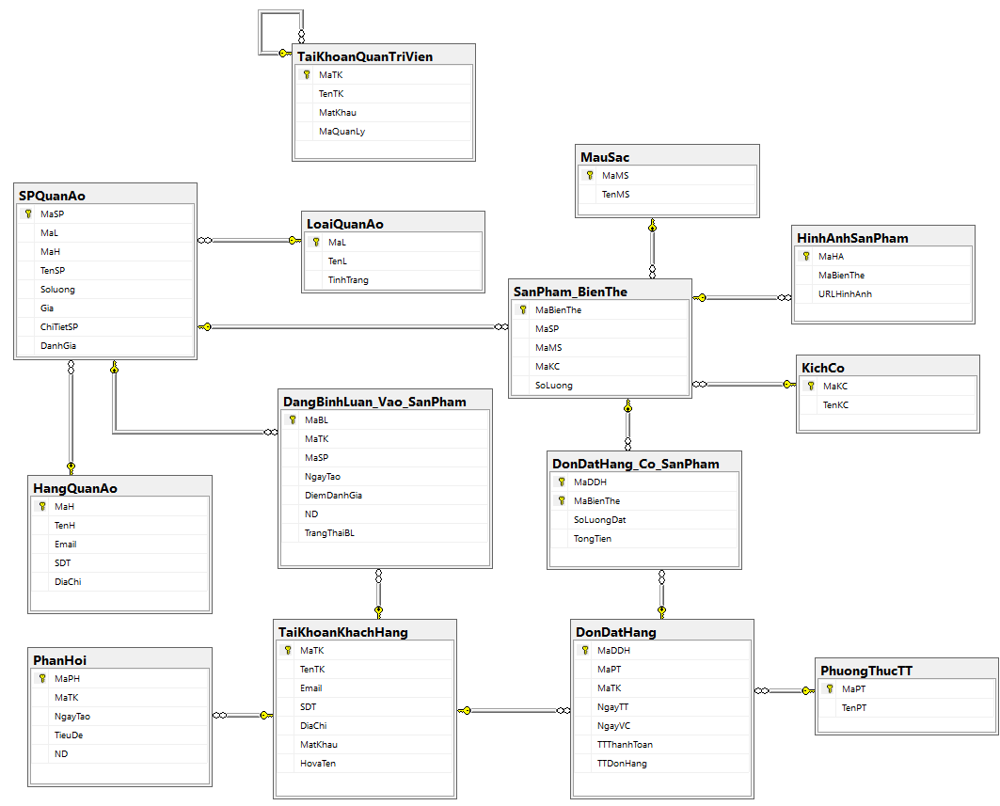 TaiKhoanQuanTriVien
MaTK
TenTK
MatKhau
MaQuanLy
MauSac
MaMS
TenMS
SPQuanAo
MaSP
MaL
MaH
TenSP
Soluong
Gia
ChiTietSP
DanhGia
LoaiQuanAo
MaL
TenL
TinhTrang
HinhAnhSanPham
MaHA
MaBienThe
URLHinhAnh
SanPham_BienThe
MaBienThe
MaSP
MaMS
MaKC
SoLuong
KichCo
MaKC
TenKC
DangBinhLuan_Vao_SanPham
MaBL
MaTK
MaSP
NgayTao
DiemDanhGia
ND
TrangThaiBL
DonDatHang_Co_SanPham
MaDDH
MaBienThe
SoLuongDat
TongTien
HangQuanAo
MaH
TenH
Email
SDT
DiaChi
TaiKhoanKhachHang
MaTK
TenTK
Email
SDT
DiaChi
MatKhau
HovaTen
DonDatHang
MaDDH
MaPT
MaTK
NgayTT
NgayVC
TTThanhToan
TTDonHang
PhanHoi
MaPH
MaTK
NgayTao
TieuDe
ND
PhuongThucTT
MaPT
TenPT